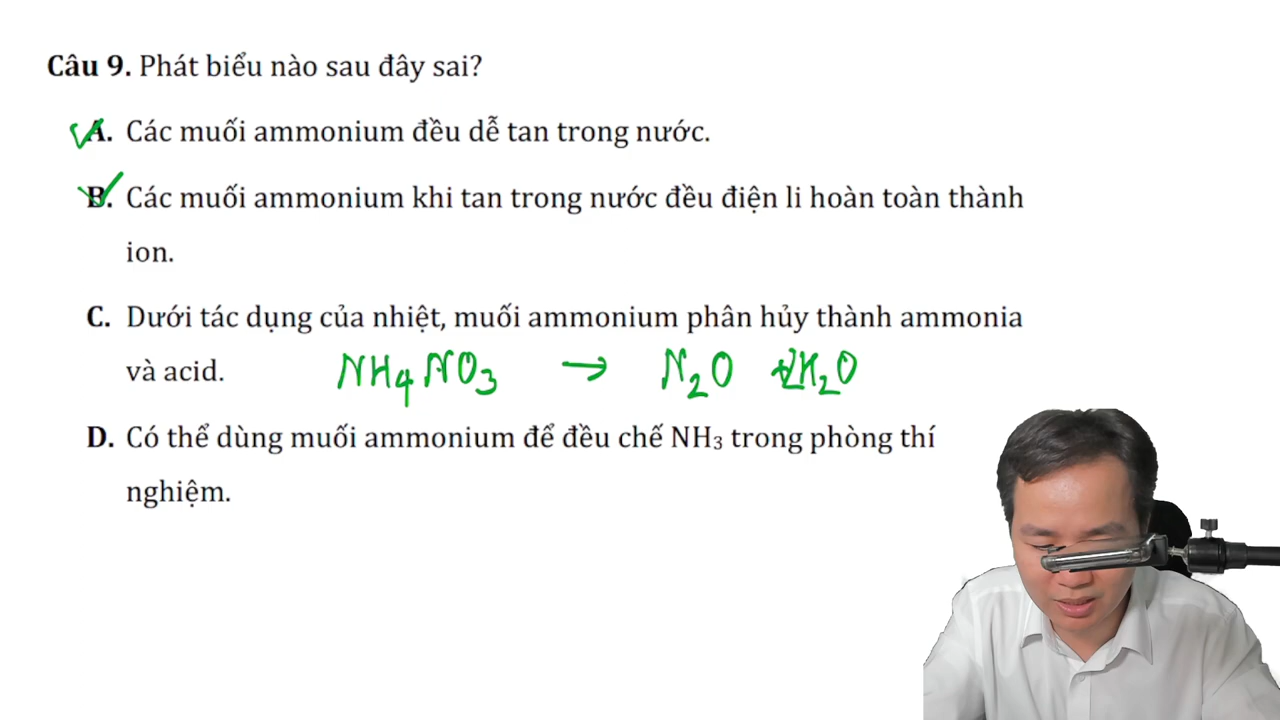 Câu 9. Phát biểu nào sau đây sai?
A. Các muối ammonium đều dễ tan trong nước.
B. Các muối ammonium khi tan trong nước đều điện li hoàn toàn thành
ion.
C. Dưới tác dụng của nhiệt, muối ammonium phân hủy thành ammonia
và acid.
NH₄NO₃ → N₂O + 2H₂O
D. Có thể dùng muối ammonium để đều chế NH₃ trong phòng thí
nghiệm.